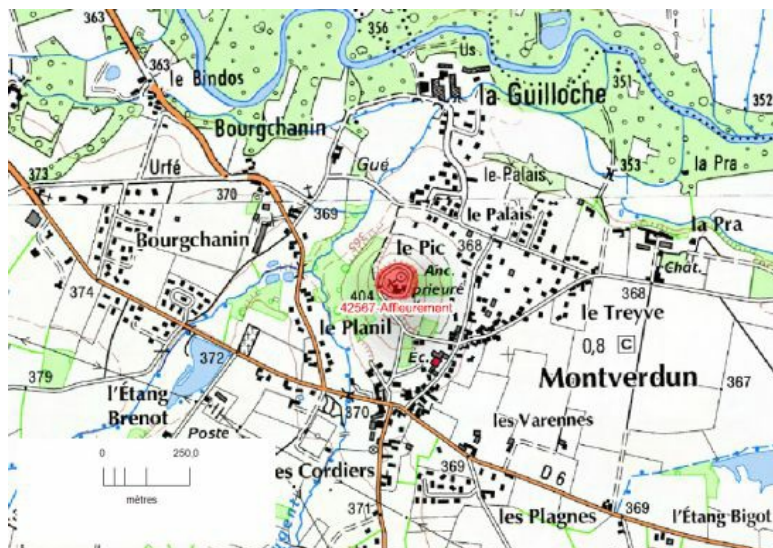 363
356
Us
363
le Bindos
la Guilloche
351
352
Bourgchanin
373
Urfé
Gué
le Palais
353
la Pra
370
369
le Palais
la Pra
Bourgchanin
365
le Pic
368
Anc.
prieuré
Chât.
404
374
42567-Affleurement
368
le Planil
le Treyve
0,8 C
372
Ec.
Montverdun
367
379
l'Étang
Brenot
370
les Varennes
Poste
0 250,0
mètres
es Cordiers
369
D 6
371
les Plagnes
369
l'Étang Bigot